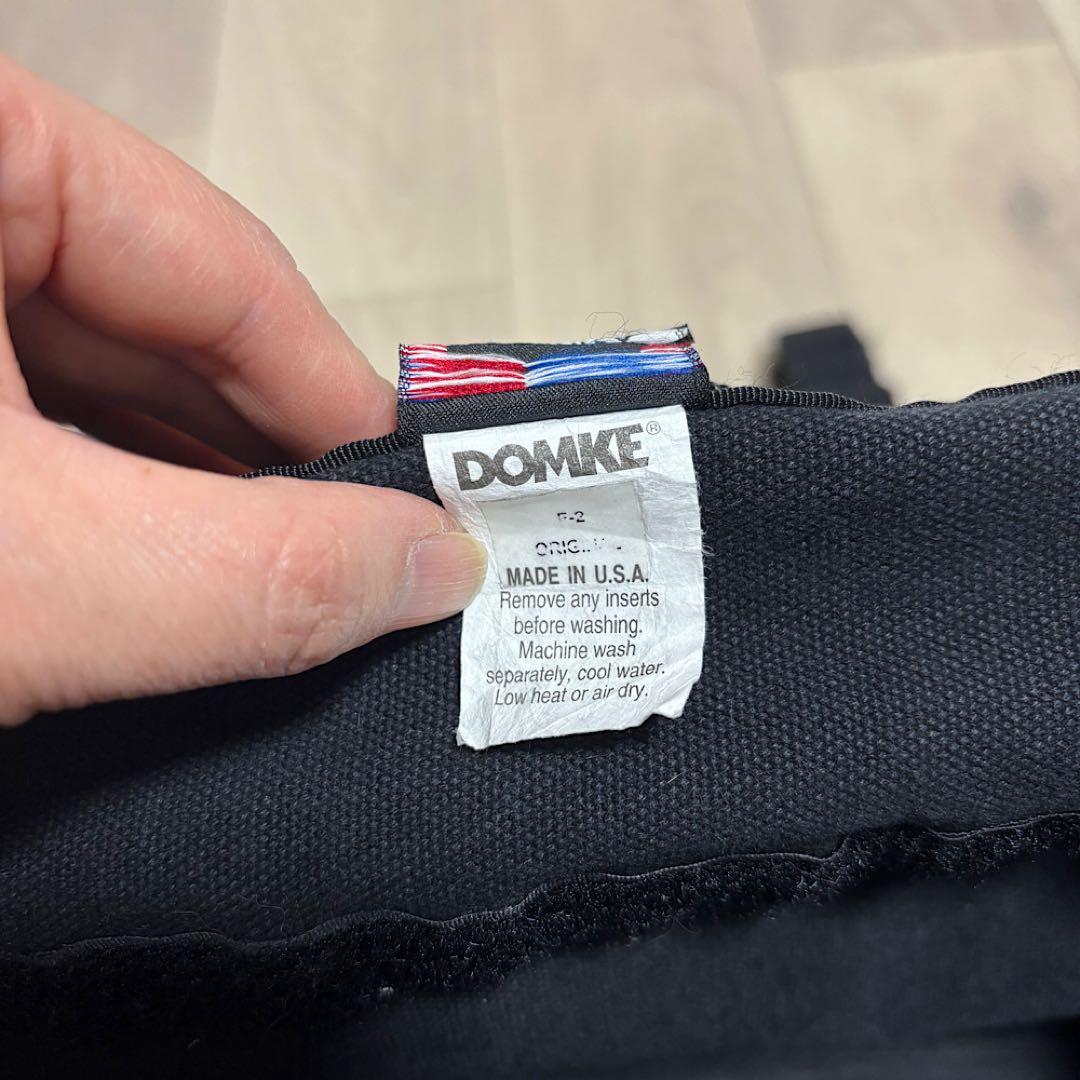 DOMKE®
F-2
MADE IN U.S.A.
Remove any inserts
before washing.
Machine wash
separately, cool water.
Low heat or air dry.